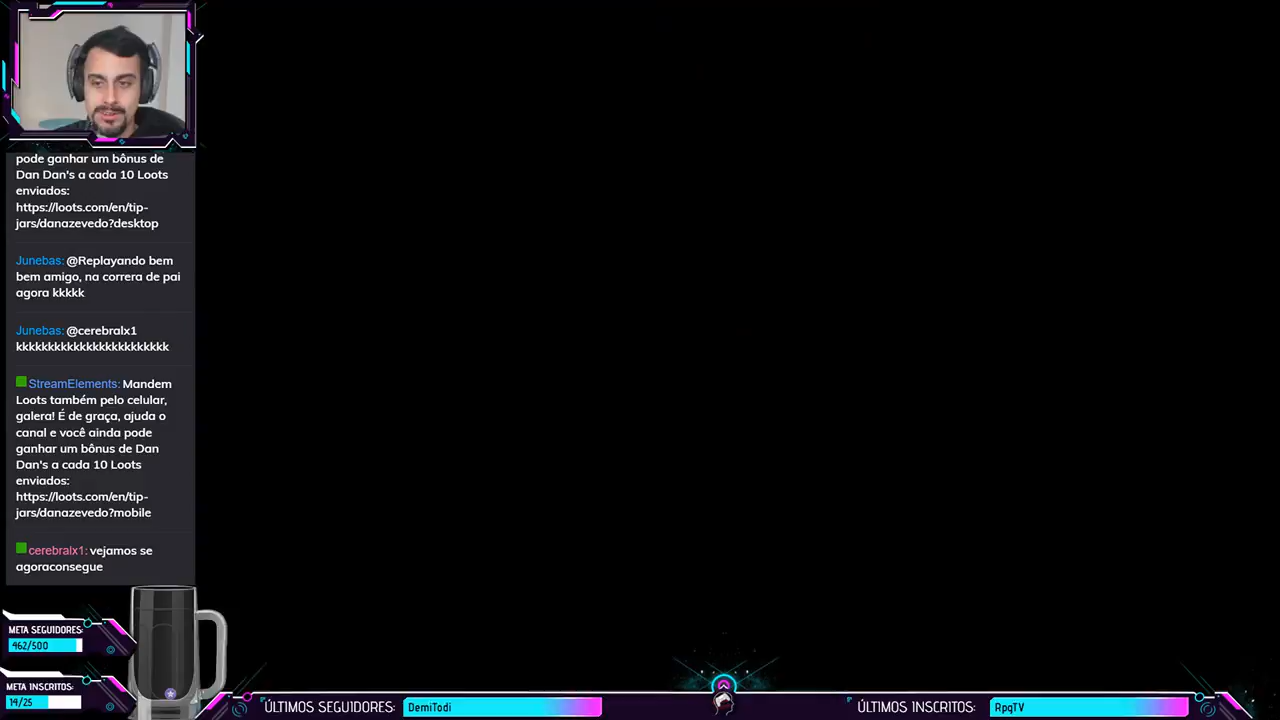 pode ganhar um bônus de
Dan Dan's a cada 10 Loots
enviados:
https://loots.com/en/tip-
jars/danazevedo?desktop
Junebas: @Replayando bem
bem amigo, na correra de pai
agora kkkkk
Junebas: @cerebralx1
kkkkkkkkkkkkkkkkkkkkkkkk
StreamElements: Mandem
Loots também pelo celular,
galera! É de graça, ajuda o
canal e você ainda pode
ganhar um bônus de Dan
Dan's a cada 10 Loots
enviados:
https://loots.com/en/tip-
jars/danazevedo?mobile
cerebralx1: vejamos se
agoraconsegue
META SEGUIDORES:
462/500
META INSCRITOS:
14/25
ÚLTIMOS SEGUIDORES: DemiTodi
ÚLTIMOS INSCRITOS: RpgTV